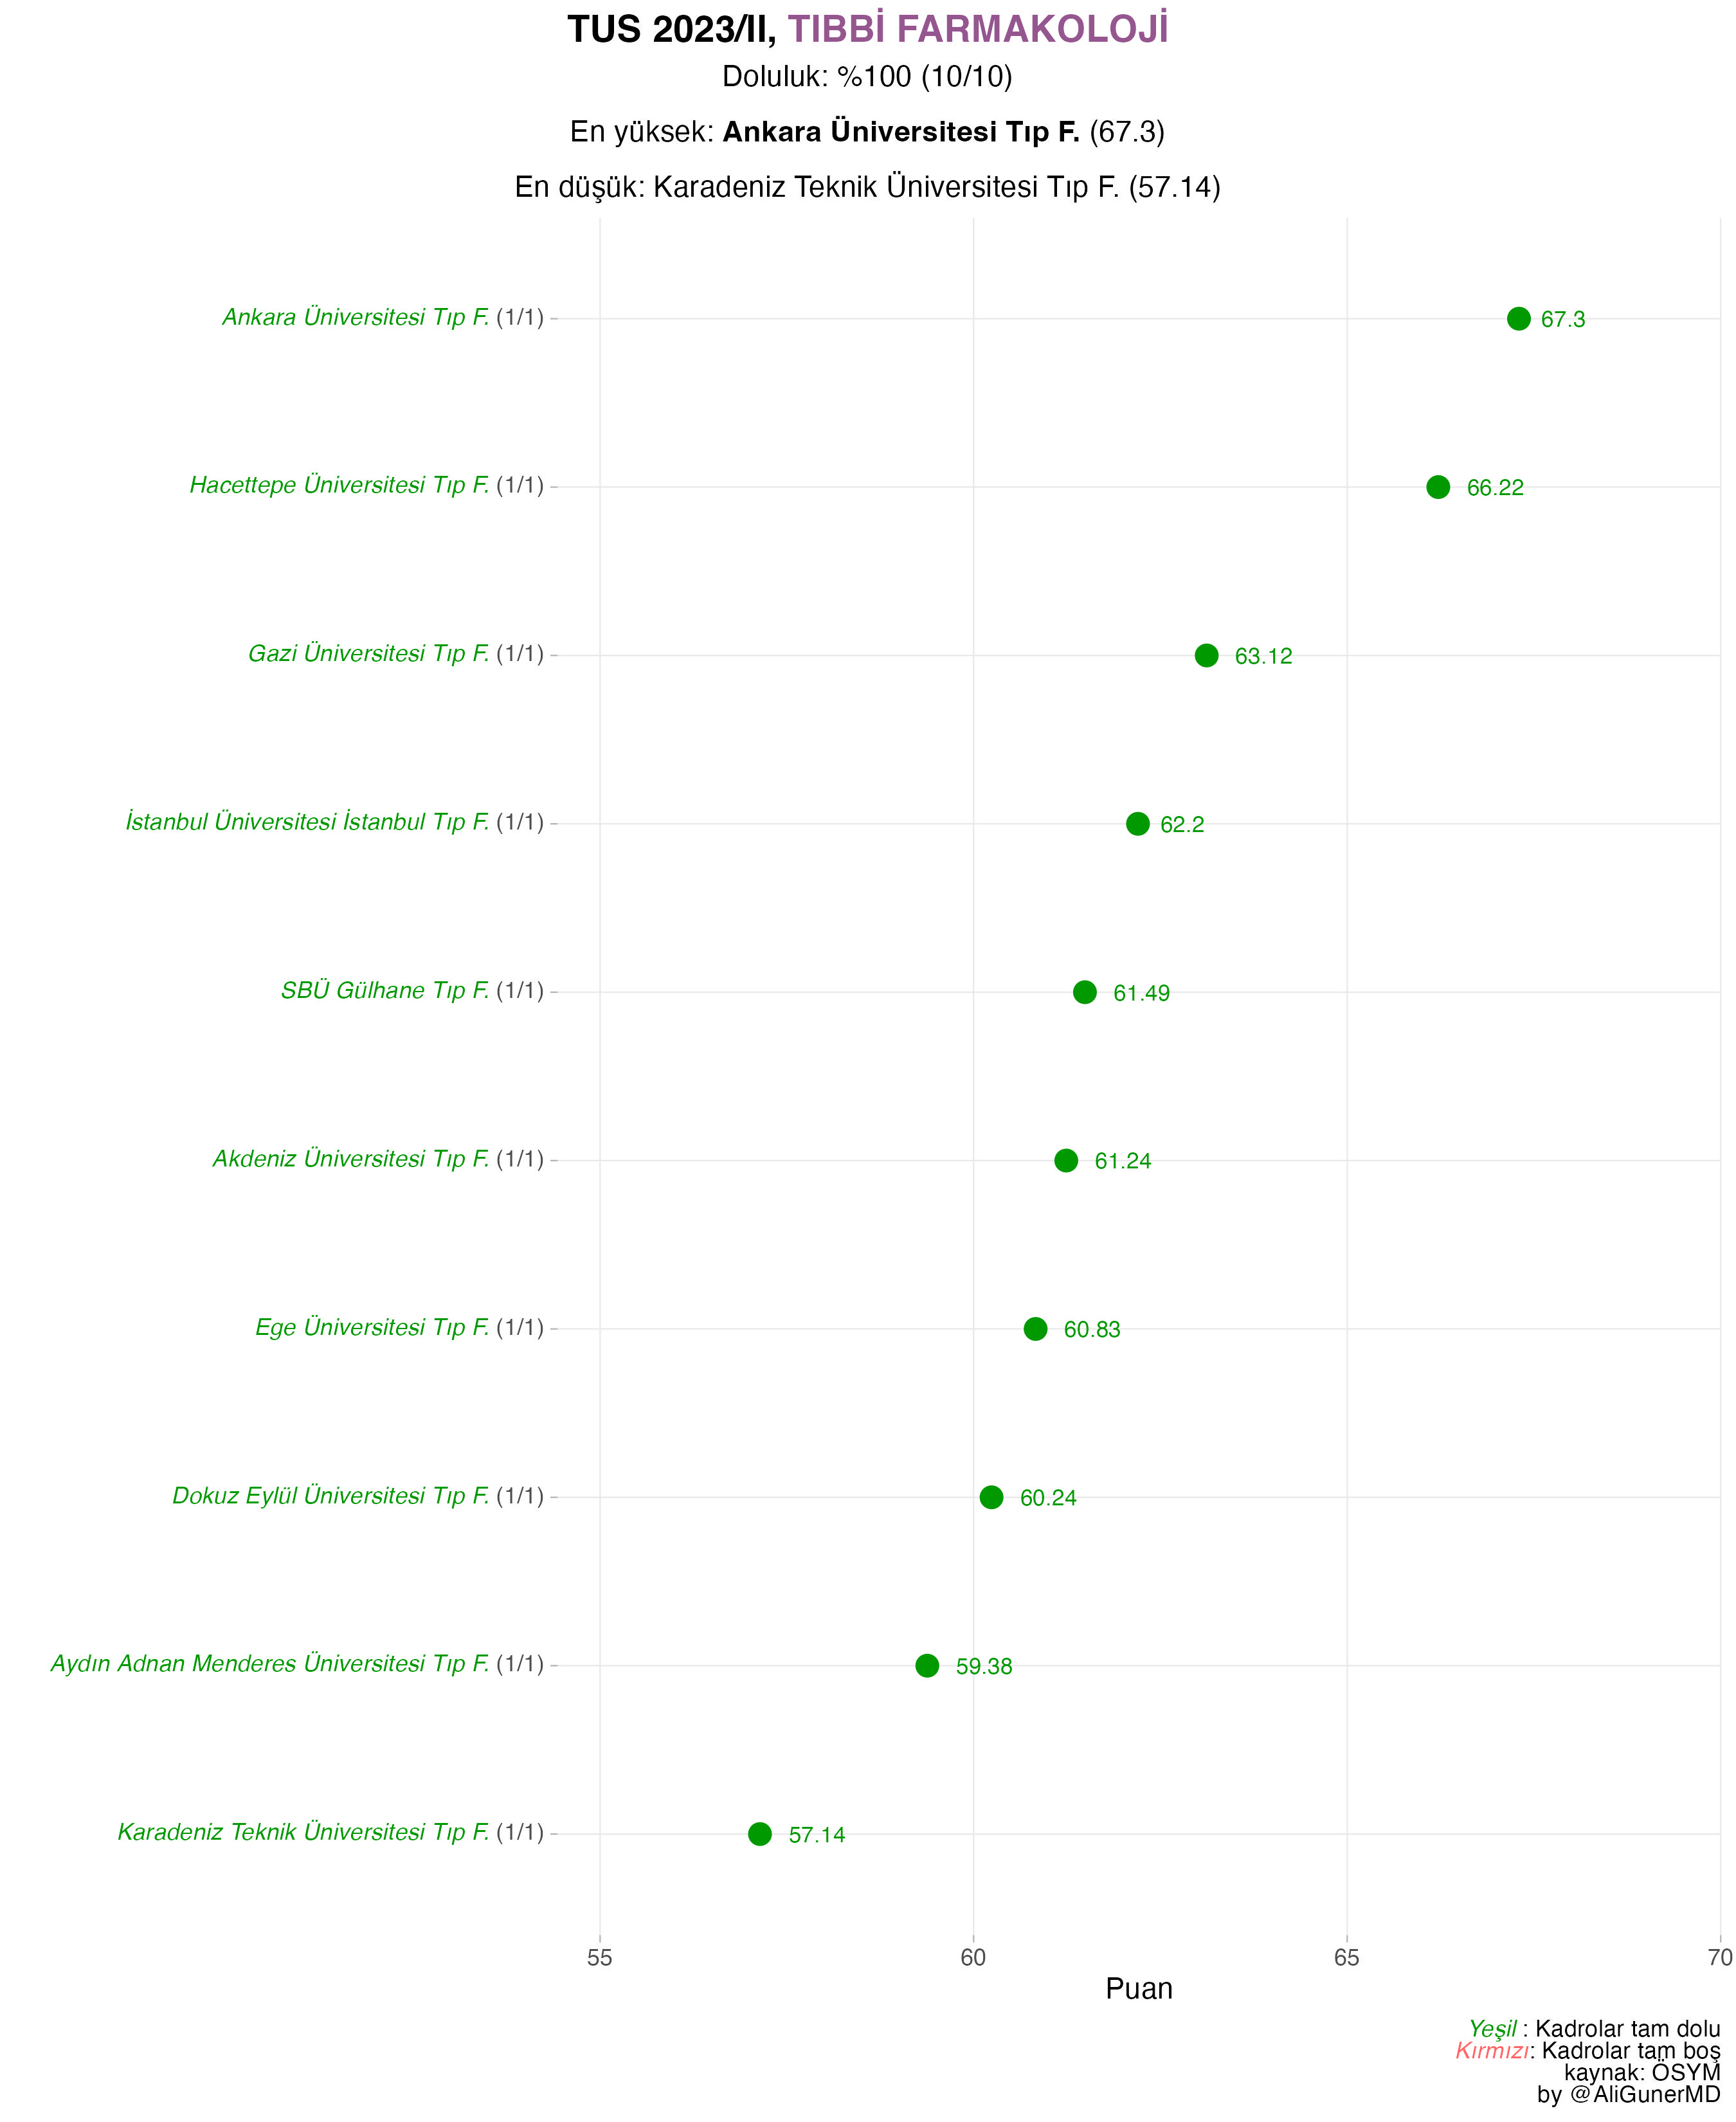 TUS 2023/II, TIBBİ FARMAKOLOJİ
Doluluk: %100 (10/10)
En yüksek: Ankara Üniversitesi Tıp F. (67.3)
En düşük: Karadeniz Teknik Üniversitesi Tıp F. (57.14)
Ankara Üniversitesi Tıp F. (1/1) 67.3
Hacettepe Üniversitesi Tıp F. (1/1) 66.22
Gazi Üniversitesi Tıp F. (1/1) 63.12
İstanbul Üniversitesi İstanbul Tıp F. (1/1) 62.2
SBÜ Gülhane Tıp F. (1/1) 61.49
Akdeniz Üniversitesi Tıp F. (1/1) 61.24
Ege Üniversitesi Tıp F. (1/1) 60.83
Dokuz Eylül Üniversitesi Tıp F. (1/1) 60.24
Aydın Adnan Menderes Üniversitesi Tıp F. (1/1) 59.38
Karadeniz Teknik Üniversitesi Tıp F. (1/1) 57.14
55 60 65 70
Puan
Yeşil : Kadrolar tam dolu
Kırmızı: Kadrolar tam boş
kaynak: ÖSYM
by @AliGunerMD